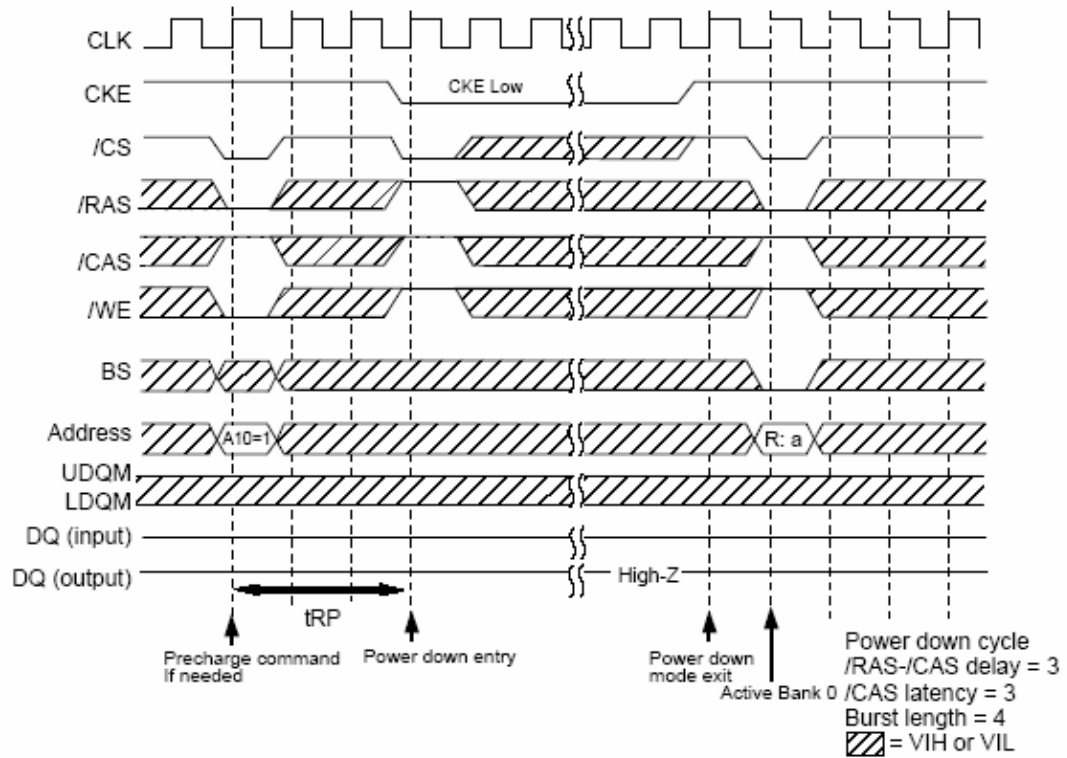 CLK
CKE
CKE Low
/CS
/RAS
/CAS
/WE
BS
Address
A10=1
R: a
UDQM
LDQM
DQ (input)
DQ (output)
High-Z
tRP
Precharge command
If needed
Power down entry
Power down
mode exit
Active Bank 0
Power down cycle
/RAS-/CAS delay = 3
/CAS latency = 3
Burst length = 4
= VIH or VIL